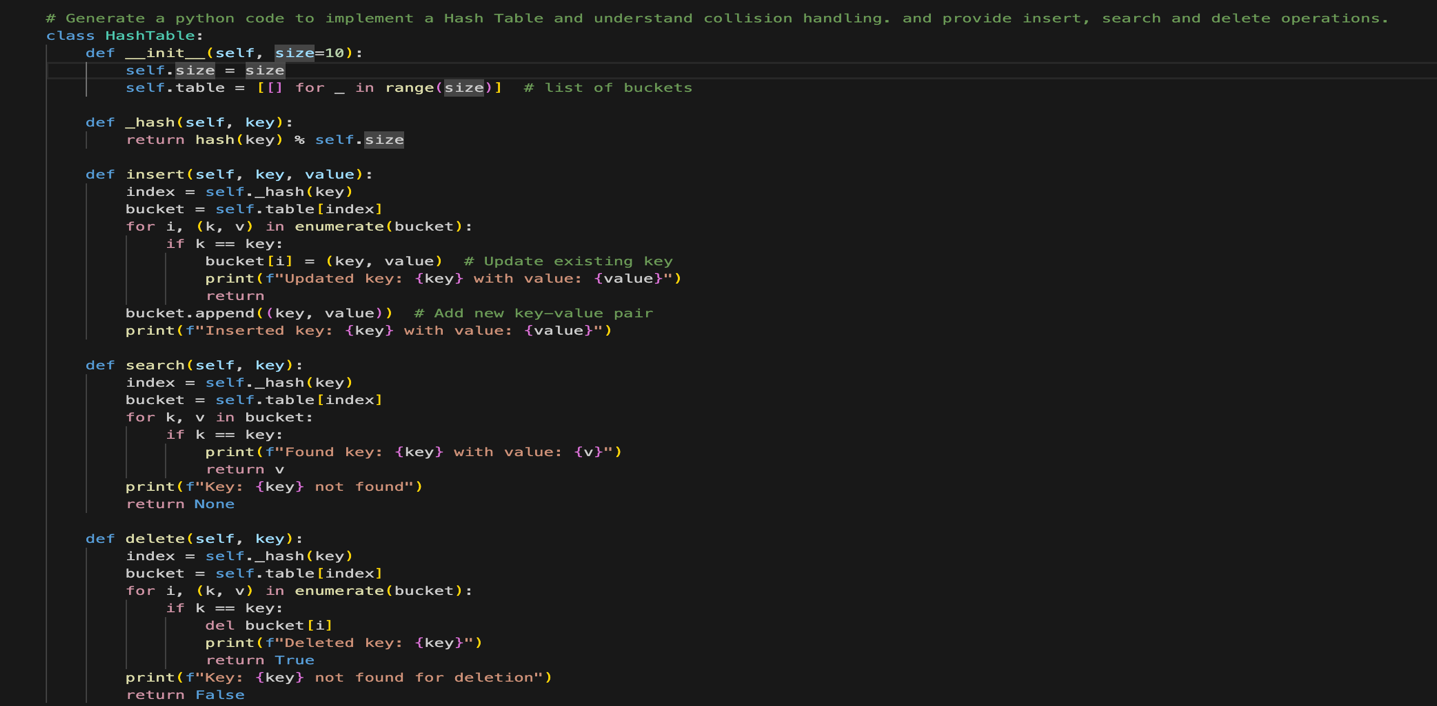 # Generate a python code to implement a Hash Table and understand collision handling. and provide insert, search and delete operations.
class HashTable:
    def __init__(self, size=10):
        self.size = size
        self.table = [[] for _ in range(size)]  # list of buckets

    def _hash(self, key):
        return hash(key) % self.size

    def insert(self, key, value):
        index = self._hash(key)
        bucket = self.table[index]
        for i, (k, v) in enumerate(bucket):
            if k == key:
                bucket[i] = (key, value)  # Update existing key
                print(f"Updated key: {key} with value: {value}")
                return
        bucket.append((key, value))  # Add new key-value pair
        print(f"Inserted key: {key} with value: {value}")

    def search(self, key):
        index = self._hash(key)
        bucket = self.table[index]
        for k, v in bucket:
            if k == key:
                print(f"Found key: {key} with value: {v}")
                return v
        print(f"Key: {key} not found")
        return None

    def delete(self, key):
        index = self._hash(key)
        bucket = self.table[index]
        for i, (k, v) in enumerate(bucket):
            if k == key:
                del bucket[i]
                print(f"Deleted key: {key}")
                return True
        print(f"Key: {key} not found for deletion")
        return False